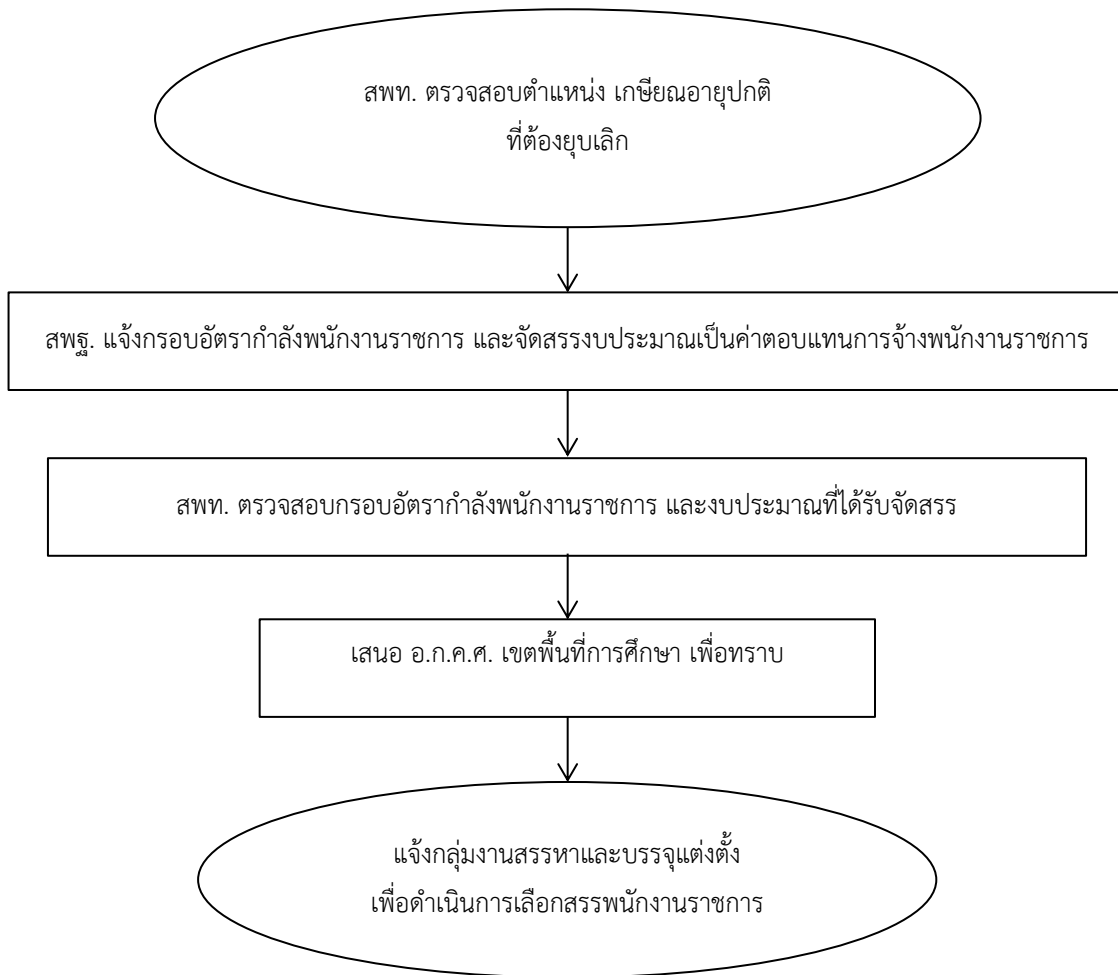 สพท. ตรวจสอบตำแหน่ง เกษียณอายุปกติ
ที่ต้องยุบเลิก
สพฐ. แจ้งกรอบอัตรากำลังพนักงานราชการ และจัดสรรงบประมาณเป็นค่าตอบแทนการจ้างพนักงานราชการ
สพท. ตรวจสอบกรอบอัตรากำลังพนักงานราชการ และงบประมาณที่ได้รับจัดสรร
เสนอ อ.ก.ค.ศ. เขตพื้นที่การศึกษา เพื่อทราบ
แจ้งกลุ่มงานสรรหาและบรรจุแต่งตั้ง
เพื่อดำเนินการเลือกสรรพนักงานราชการ